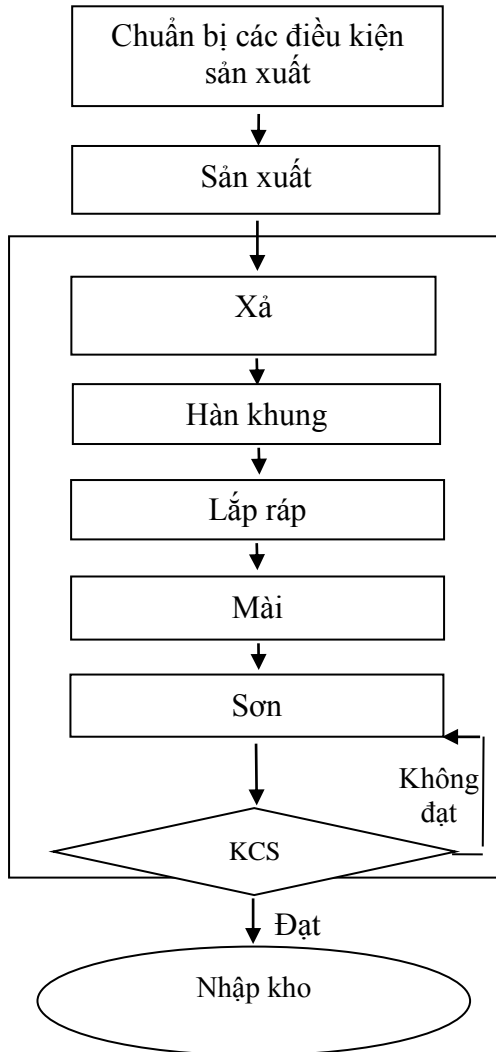 Chuẩn bị các điều kiện
sản xuất
Sản xuất
Xả
Hàn khung
Lắp ráp
Mài
Sơn
Không
đạt
KCS
Đạt
Nhập kho